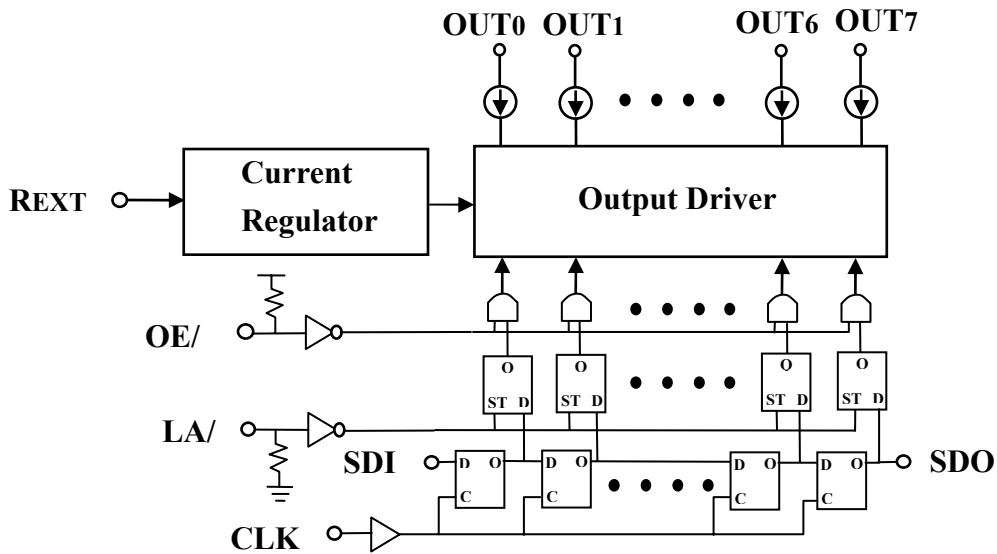 OUT0 OUT1 OUT6 OUT7
Current
Regulator
Output Driver
REXT
OE/
O O O O
ST D ST D ST D ST D
LA/
SDI
D O D O D O D O
SDO
C C C C
CLK